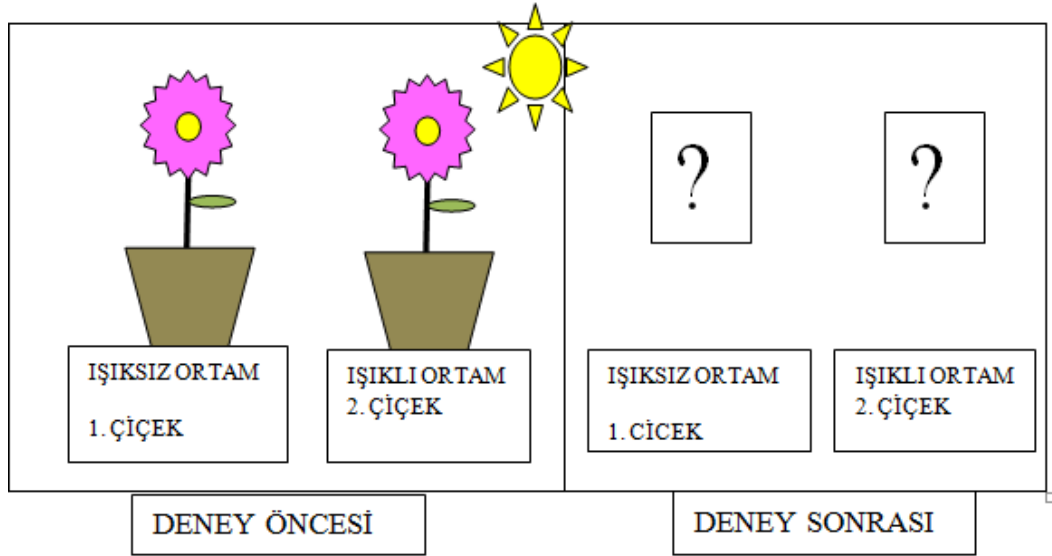 ?
?
IŞIKSIZ ORTAM
1. ÇİÇEK
IŞIKLI ORTAM
2. ÇİÇEK
IŞIKSIZ ORTAM
1. CİCEK
IŞIKLI ORTAM
2. ÇİÇEK
DENEY ÖNCESİ
DENEY SONRASI